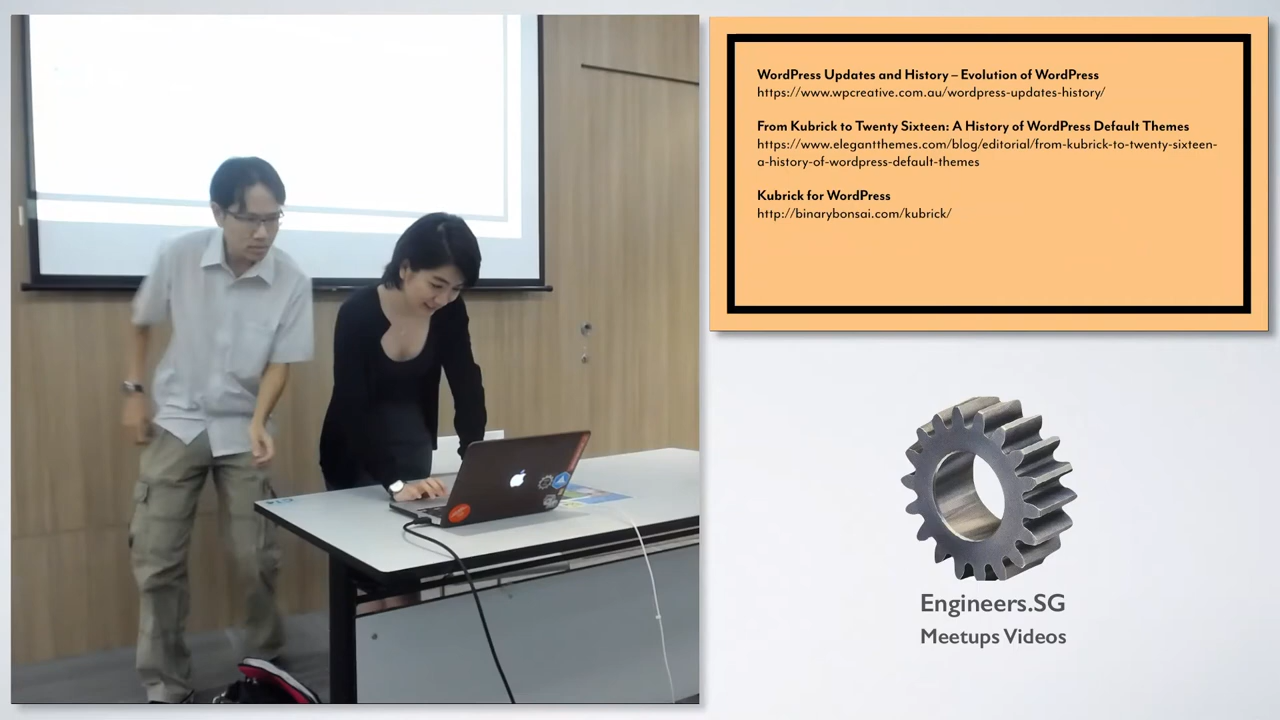 WordPress Updates and History – Evolution of WordPress
https://www.wpcreative.com.au/wordpress-updates-history/
From Kubrick to Twenty Sixteen: A History of WordPress Default Themes
https://www.elegantthemes.com/blog/editorial/from-kubrick-to-twenty-sixteen-
a-history-of-wordpress-default-themes
Kubrick for WordPress
http://binarybonsai.com/kubrick/
Engineers.SG
Meetups Videos